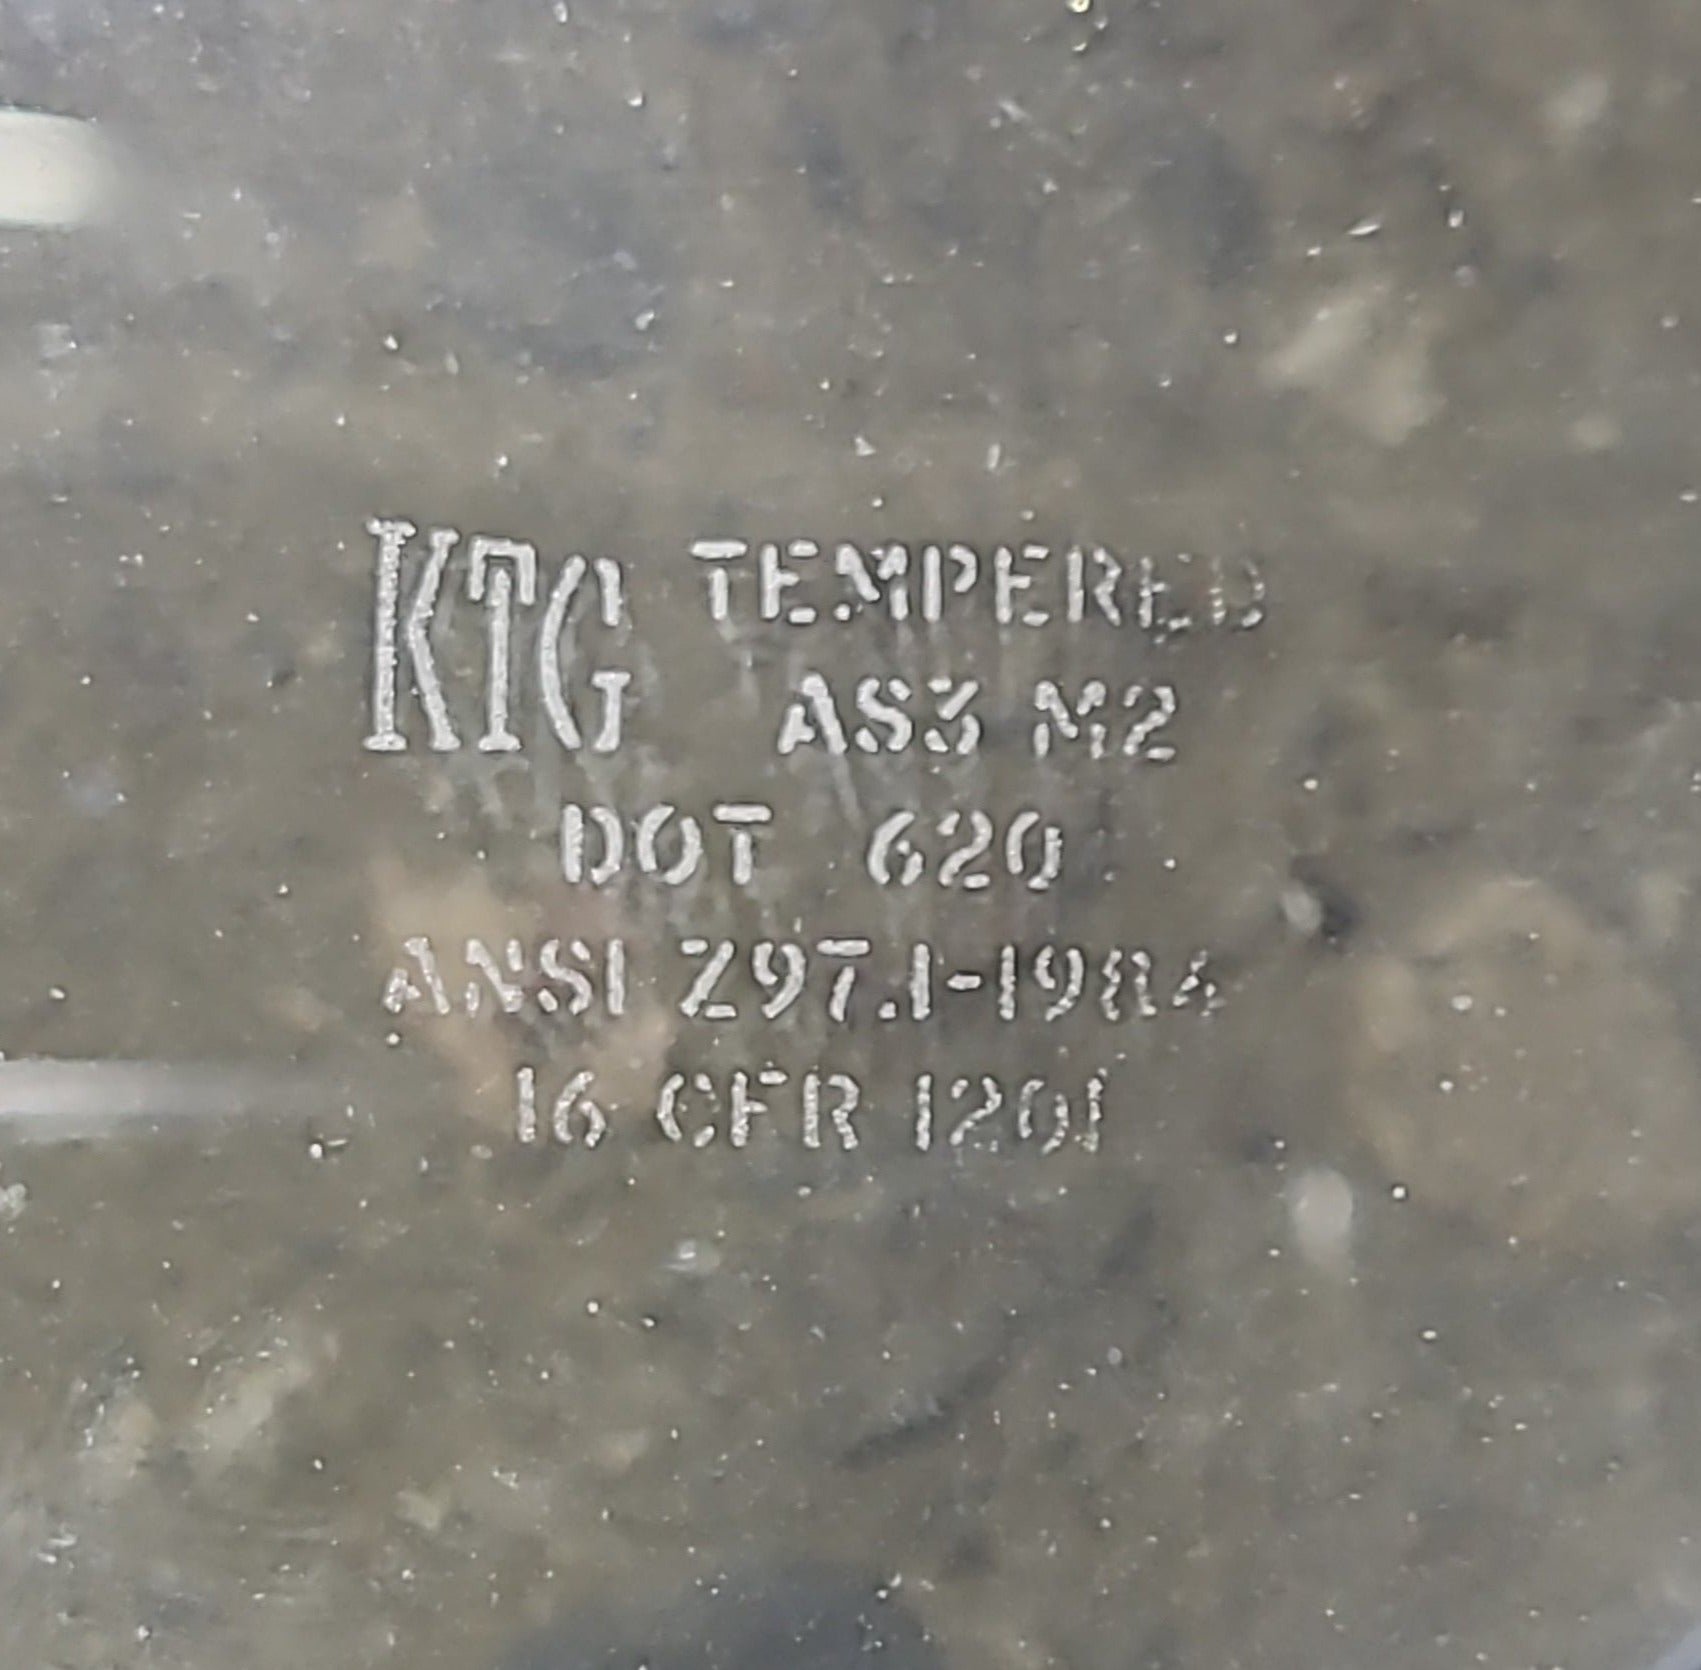 KTG TEMPERED
AS3 M2
DOT 620
ANSI Z97.1-1984
16 CFR 1201